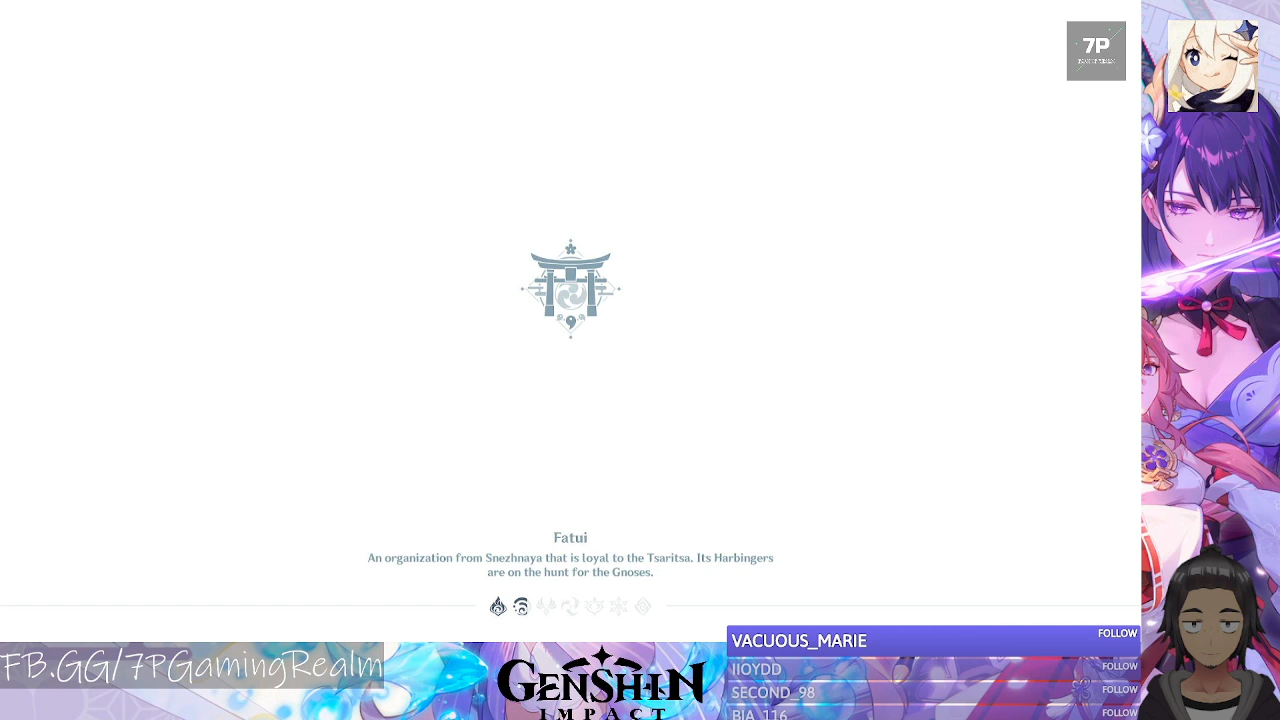 7P
Fatui
An organization from Snezhnaya that is loyal to the Tsaritsa. Its Harbingers
are on the hunt for the Gnoses.
FB.GG/7PGamingRealm
GENSHIN
IMPACT
VACUOUS_MARIE FOLLOW
IIOYDD FOLLOW
SECOND_98 FOLLOW
BIA_116 FOLLOW